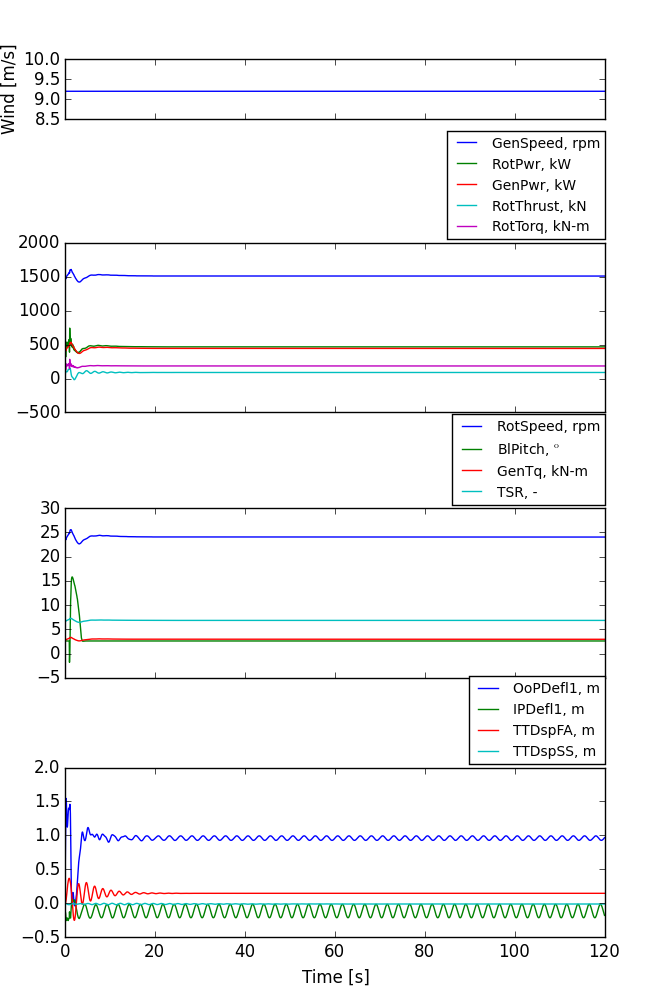 Wind [m/s]
10.0
9.5
9.0
8.5
GenSpeed, rpm
RotPwr, kW
GenPwr, kW
RotThrust, kN
RotTorq, kN-m
2000
1500
1000
500
0
−500
RotSpeed, rpm
BlPitch, °
GenTq, kN-m
TSR, -
30
25
20
15
10
5
0
−5
OoPDefl1, m
IPDefl1, m
TTDspFA, m
TTDspSS, m
2.0
1.5
1.0
0.5
0.0
−0.5
0 20 40 60 80 100 120
Time [s]